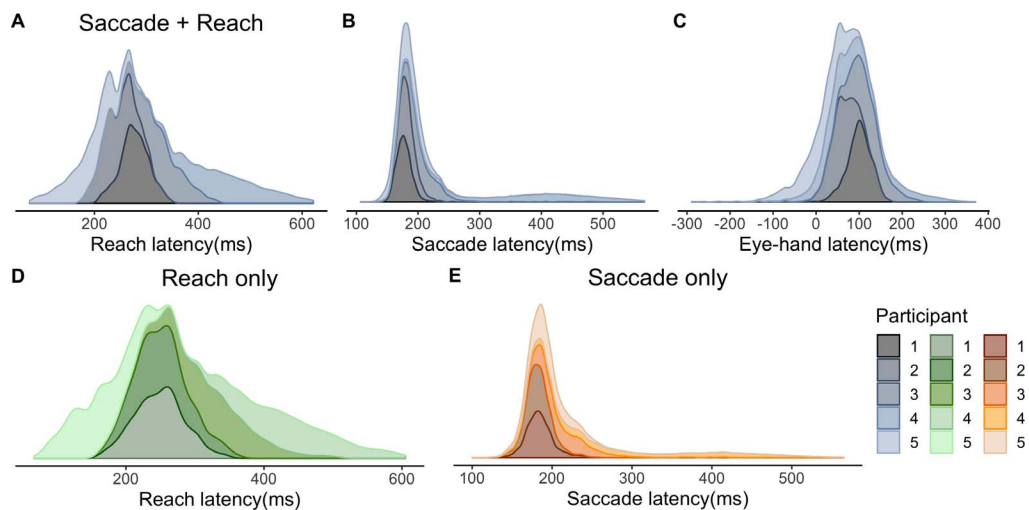 A Saccade + Reach B C
200 400 600 100 200 300 400 500 -300 -200 -100 0 100 200 300 400
Reach latency(ms) Saccade latency(ms) Eye-hand latency(ms)
D Reach only E Saccade only
Participant
1 1 1
2 2 2
3 3 3
4 4 4
5 5 5
200 400 600 100 200 300 400 500
Reach latency(ms) Saccade latency(ms)